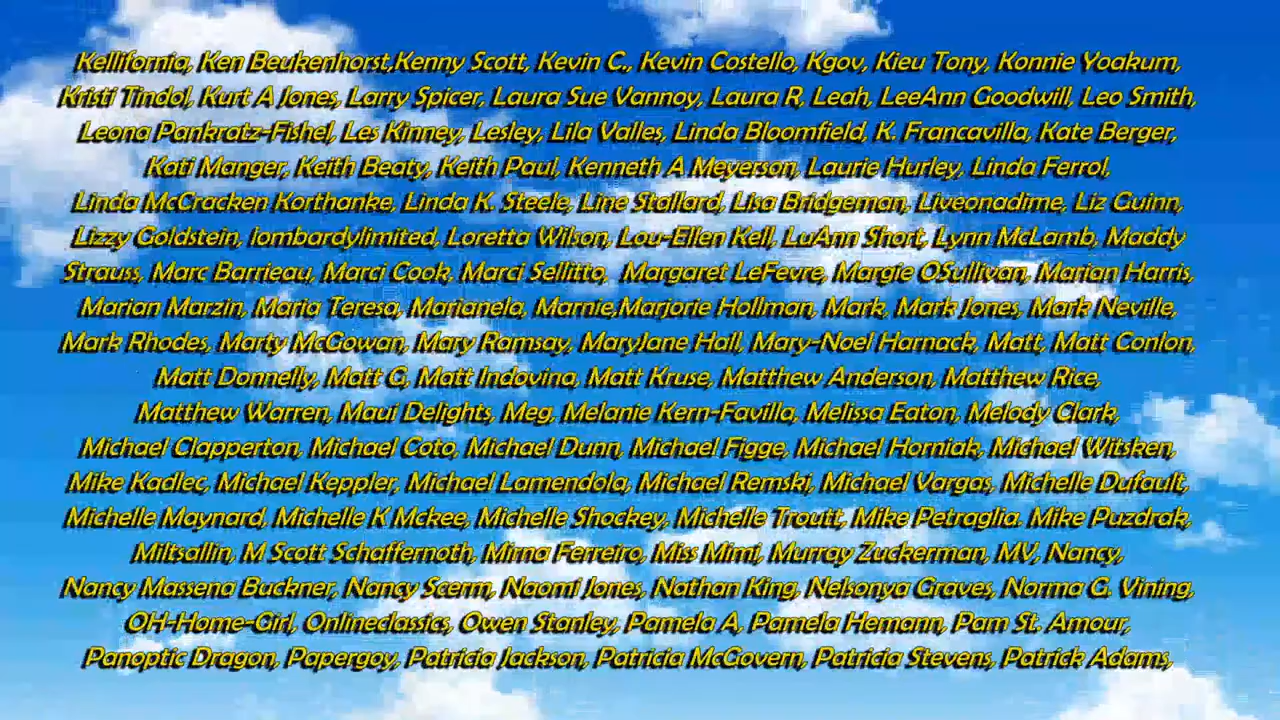 Kellifornia, Ken Beukenhorst,Kenny Scott, Kevin C., Kevin Costello, Kgov, Kieu Tony, Konnie Yoakum,
Kristi Tindol, Kurt A Jones, Larry Spicer, Laura Sue Vannoy, Laura R, Leah, LeeAnn Goodwill, Leo Smith,
Leona Pankratz-Fishel, Les Kinney, Lesley, Lila Valles, Linda Bloomfield, K. Francavilla, Kate Berger,
Kati Manger, Keith Beaty, Keith Paul, Kenneth A Meyerson, Laurie Hurley, Linda Ferrol,
Linda McCracken Korthanke, Linda K. Steele, Line Stallard, Lisa Bridgeman, Liveonadime, Liz Guinn,
Lizzy Goldstein, lombardylimited, Loretta Wilson, Lou-Ellen Kell, LuAnn Short, Lynn McLamb, Maddy
Strauss, Marc Barrieau, Marci Cook, Marci Sellitto, Margaret LeFevre, Margie OSullivan, Marian Harris,
Marian Marzin, Maria Teresa, Marianela, Marnie,Marjorie Hollman, Mark, Mark Jones, Mark Neville,
Mark Rhodes, Marty McGowan, Mary Ramsay, MaryJane Hall, Mary-Noel Harnack, Matt, Matt Conlon,
Matt Donnelly, Matt G, Matt Indovina, Matt Kruse, Matthew Anderson, Matthew Rice,
Matthew Warren, Maui Delights, Meg, Melanie Kern-Favilla, Melissa Eaton, Melody Clark,
Michael Clapperton, Michael Coto, Michael Dunn, Michael Figge, Michael Horniak, Michael Witsken,
Mike Kadlec, Michael Keppler, Michael Lamendola, Michael Remski, Michael Vargas, Michelle Dufault,
Michelle Maynard, Michelle K Mckee, Michelle Shockey, Michelle Troutt, Mike Petraglia. Mike Puzdrak,
Miltsallin, M Scott Schaffernoth, Mirna Ferreiro, Miss Mimi, Murray Zuckerman, MV, Nancy,
Nancy Massena Buckner, Nancy Scerm, Naomi Jones, Nathan King, Nelsonya Graves, Norma G. Vining,
OH-Home-Girl, Onlineclassics, Owen Stanley, Pamela A, Pamela Hemann, Pam St. Amour,
Panoptic Dragon, Papergoy, Patricia Jackson, Patricia McGovern, Patricia Stevens, Patrick Adams,